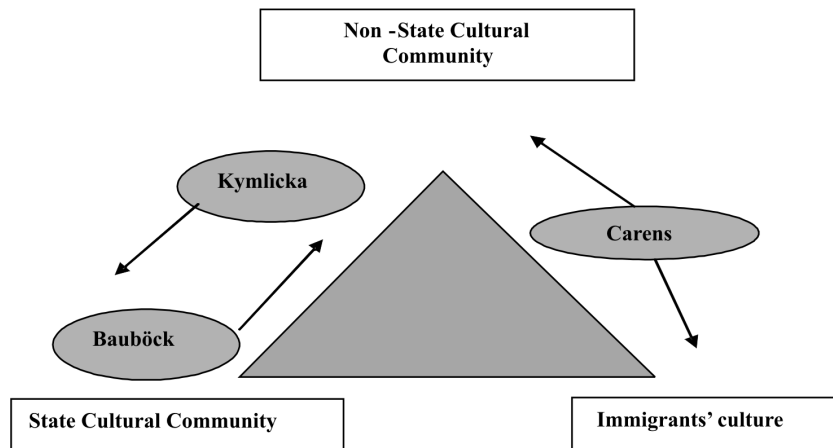 Non -State Cultural
Community
Kymlicka
Carens
Bauböck
State Cultural Community
Immigrants' culture